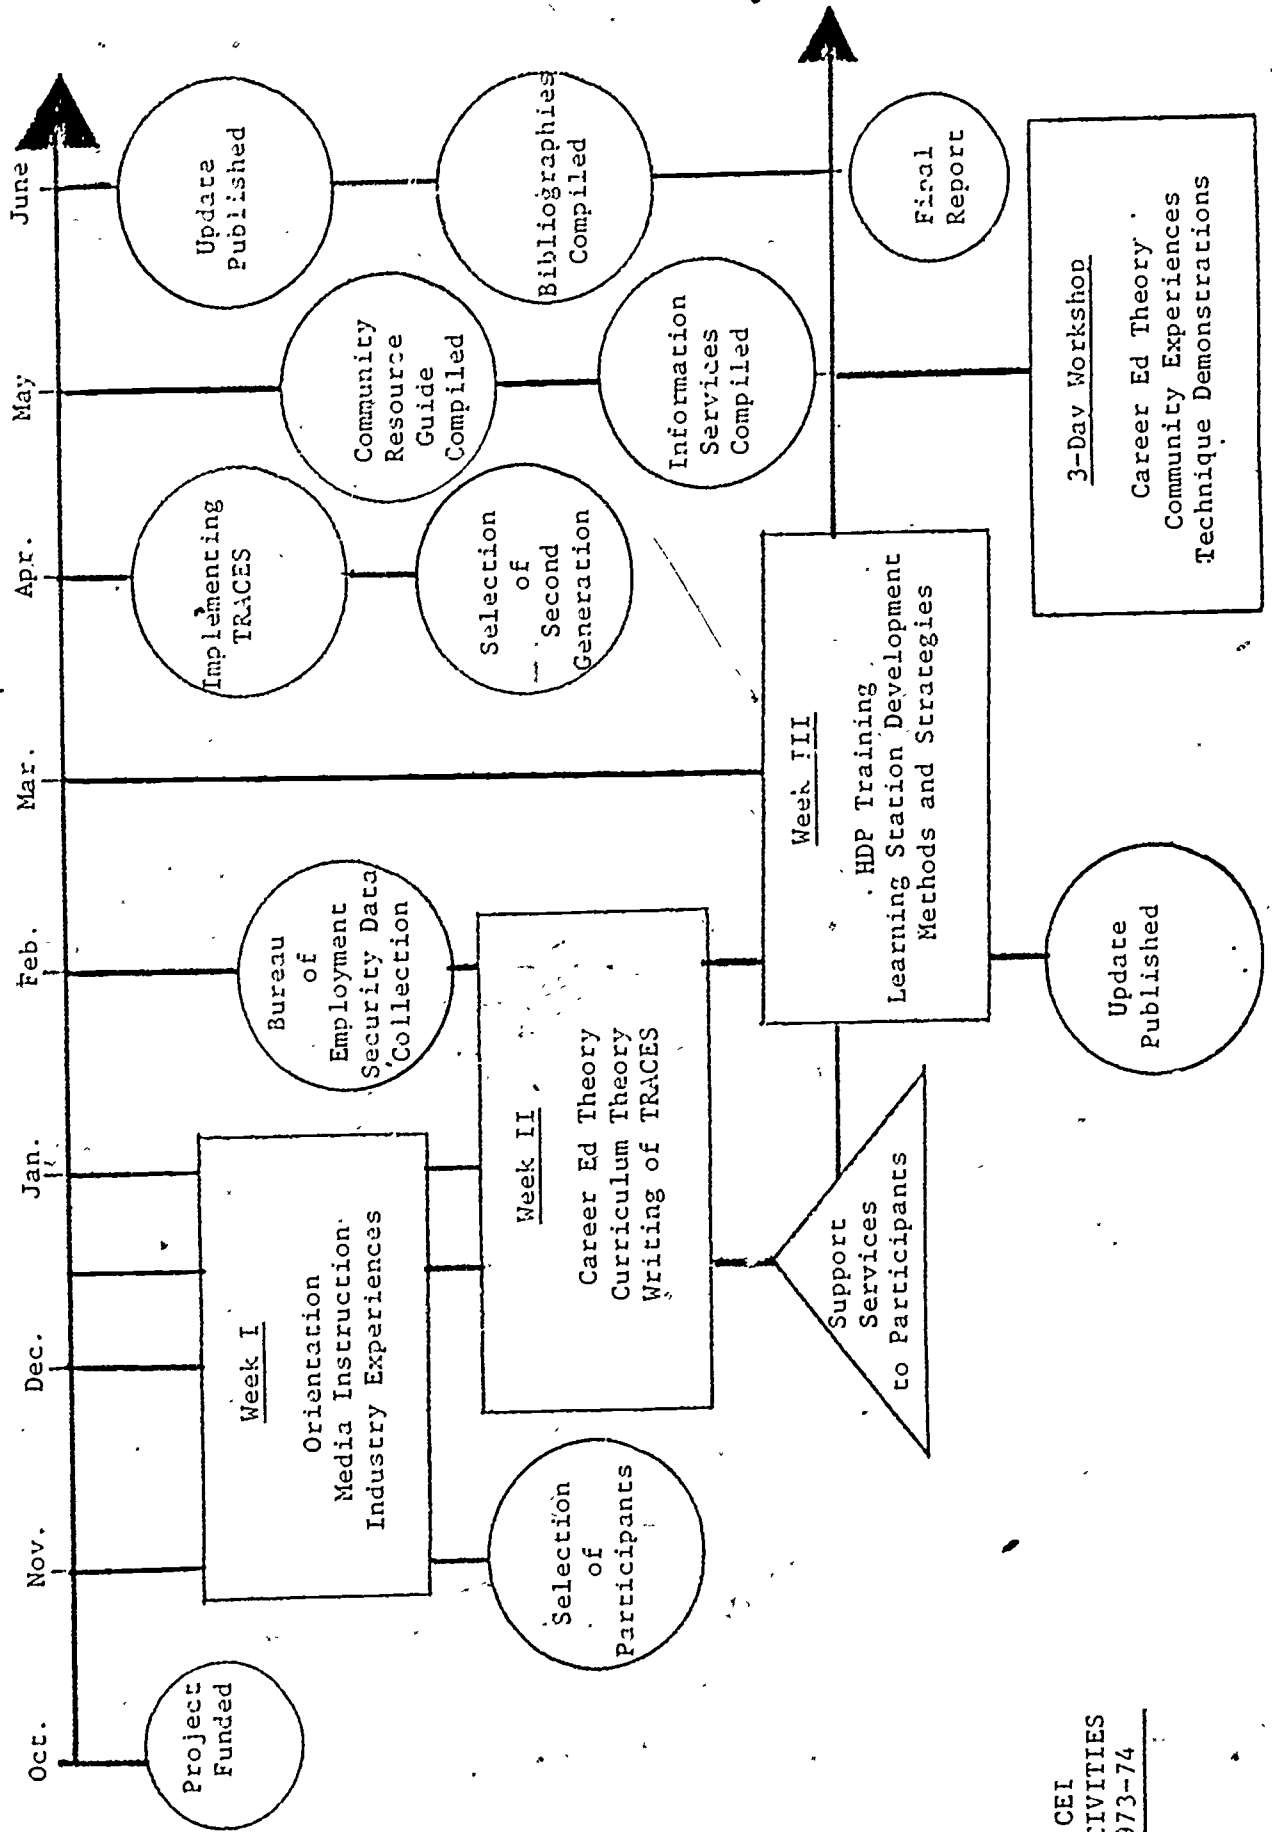 Oct.
Nov.
Dec.
Jan.
Feb.
Mar.
Apr.
May
June
Project
Funded
Week I
Orientation
Media Instruction
Industry Experiences
Selection
of
Participants
Bureau
of
Employment
Security Data
Collection
Week II
Career Ed Theory
Curriculum Theory
Writing of TRACES
Support
Services
to Participants
Week III
HDP Training
Learning Station Development
Methods and Strategies
Update
Published
Implementing
TRACES
Selection
of
Second
Generation
Community
Resource
Guide
Compiled
Information
Services
Compiled
Update
Published
Bibliographies
Compiled
Final
Report
3-Day Workshop
Career Ed Theory
Community Experiences
Technique Demonstrations
CEI
973-74